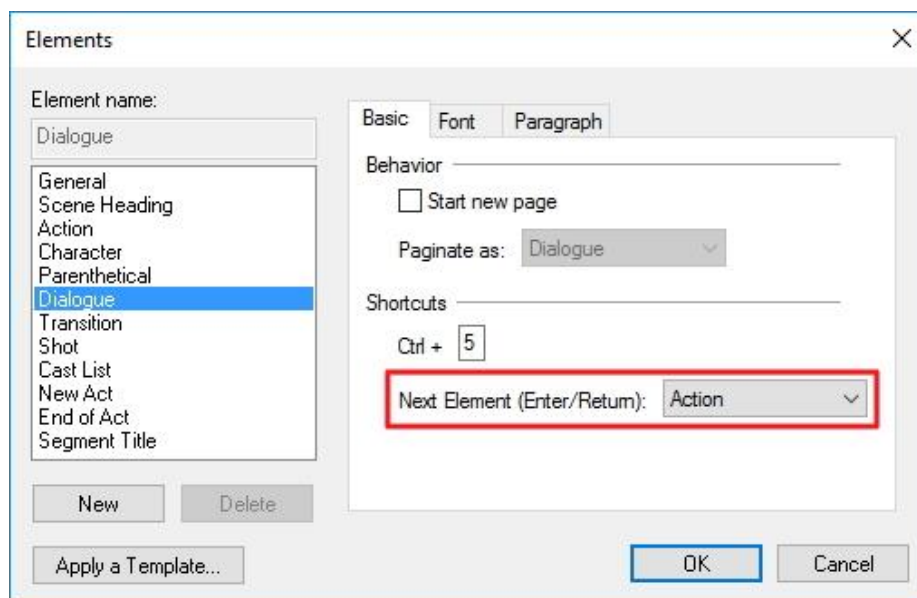 Elements
Element name:
Dialogue
General
Scene Heading
Action
Character
Parenthetical
Dialogue
Transition
Shot
Cast List
New Act
End of Act
Segment Title
New
Delete
Apply a Template...
Basic
Font
Paragraph
Behavior
Start new page
Paginate as: Dialogue
Shortcuts
Ctrl + 5
Next Element (Enter/Return): Action
OK
Cancel